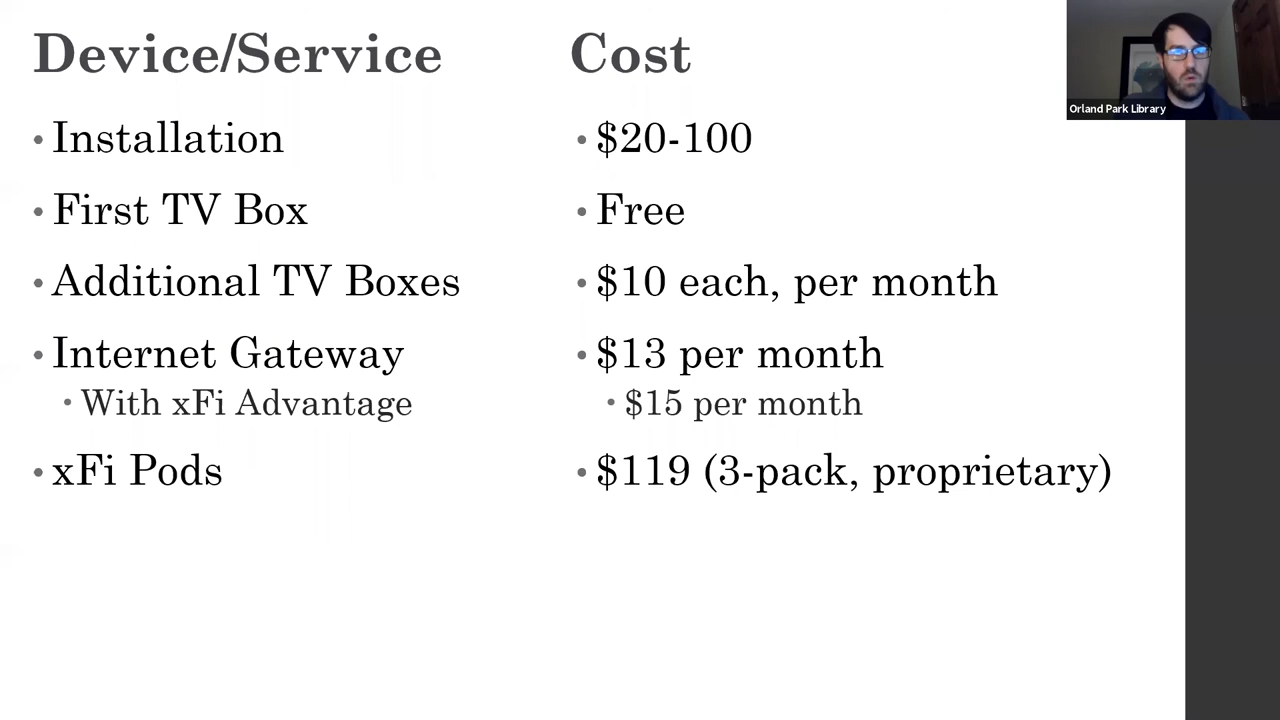 Device/Service
Cost
Orland Park Library
Installation
$20-100
First TV Box
Free
Additional TV Boxes
$10 each, per month
Internet Gateway
$13 per month
With xFi Advantage
$15 per month
xFi Pods
$119 (3-pack, proprietary)